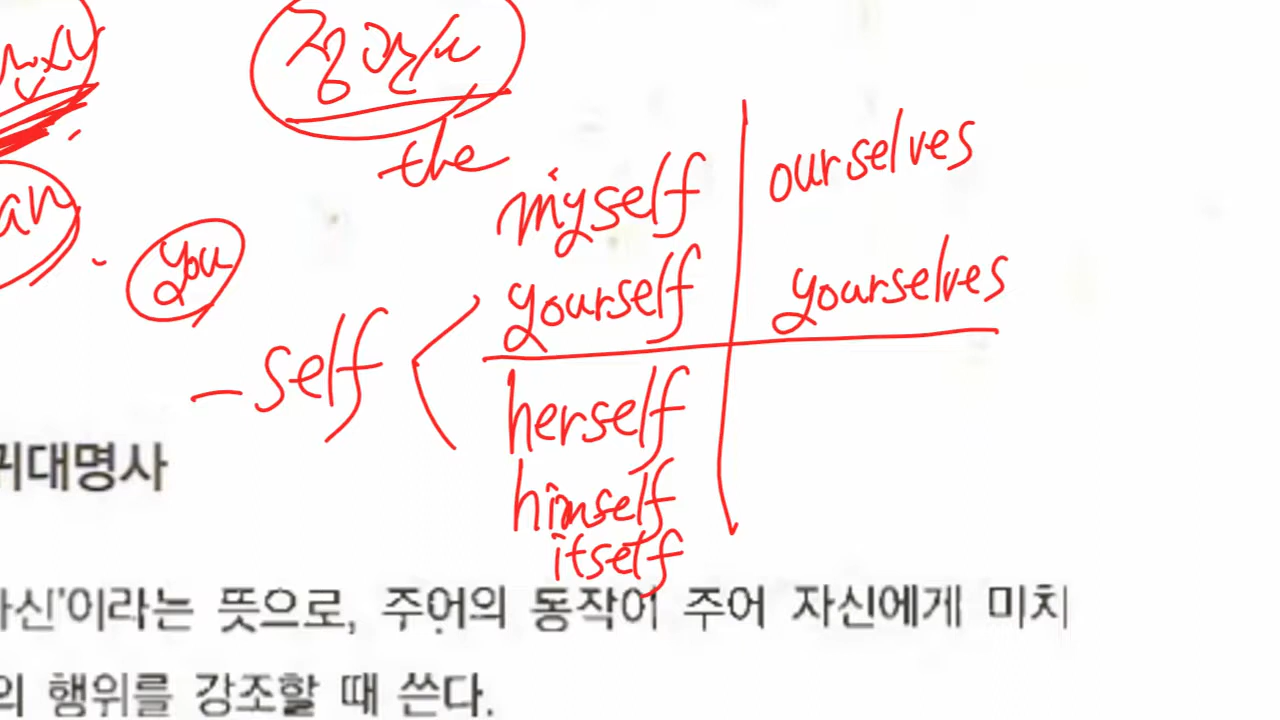 정관사
the
myself ourselves
you
yourself yourselves
-self
herself
himself
itself
귀대명사
자신'이라는 뜻으로, 주어의 동작이 주어 자신에게 미치
의 행위를 강조할 때 쓴다.